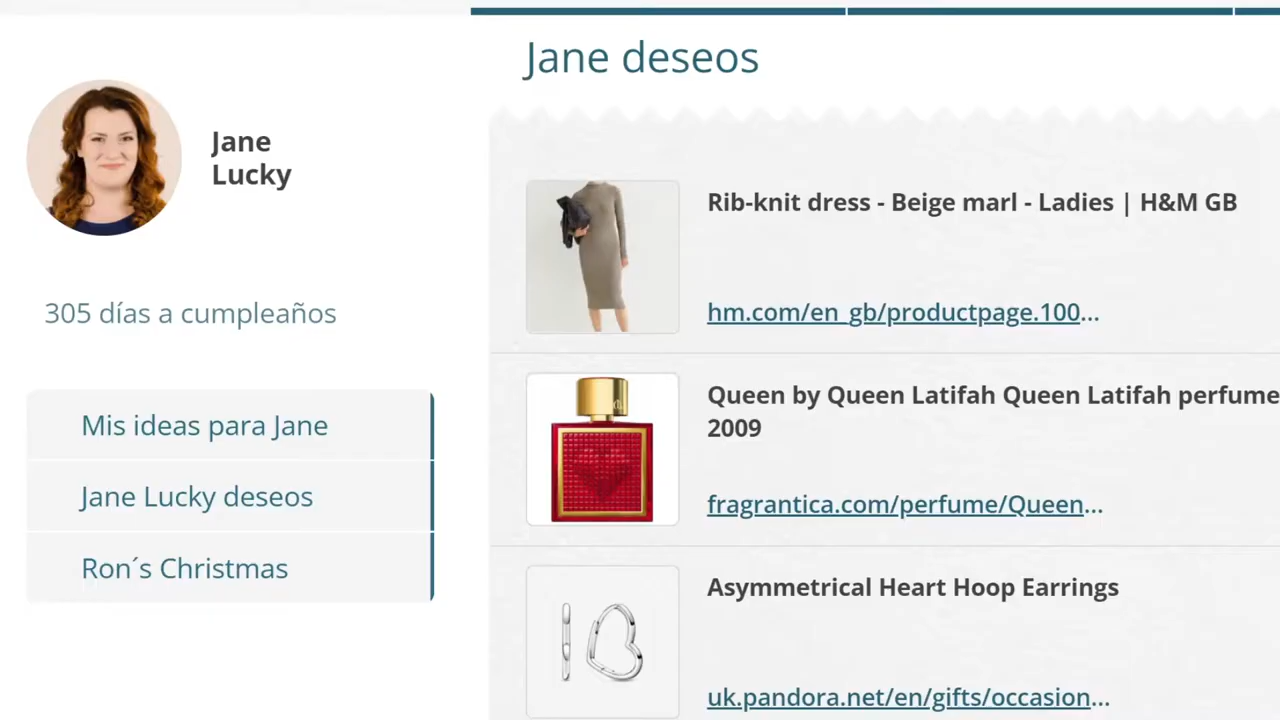 Jane deseos
Jane
Lucky
305 días a cumpleaños
Mis ideas para Jane
Jane Lucky deseos
Ron´s Christmas
Rib-knit dress - Beige marl - Ladies | H&M GB
hm.com/en_gb/productpage.100...
Queen by Queen Latifah Queen Latifah perfume
2009
fragrantica.com/perfume/Queen...
Asymmetrical Heart Hoop Earrings
uk.pandora.net/en/gifts/occasion...